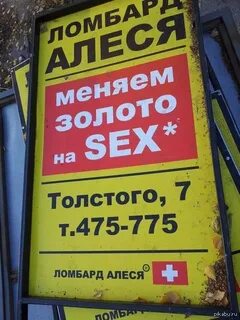 ЛОМБАРД
АЛЕСЯ
меняем
золото
на SEX*
Толстого, 7
т.475-775
ЛОМБАРД АЛЕСЯ
pikabu.ru